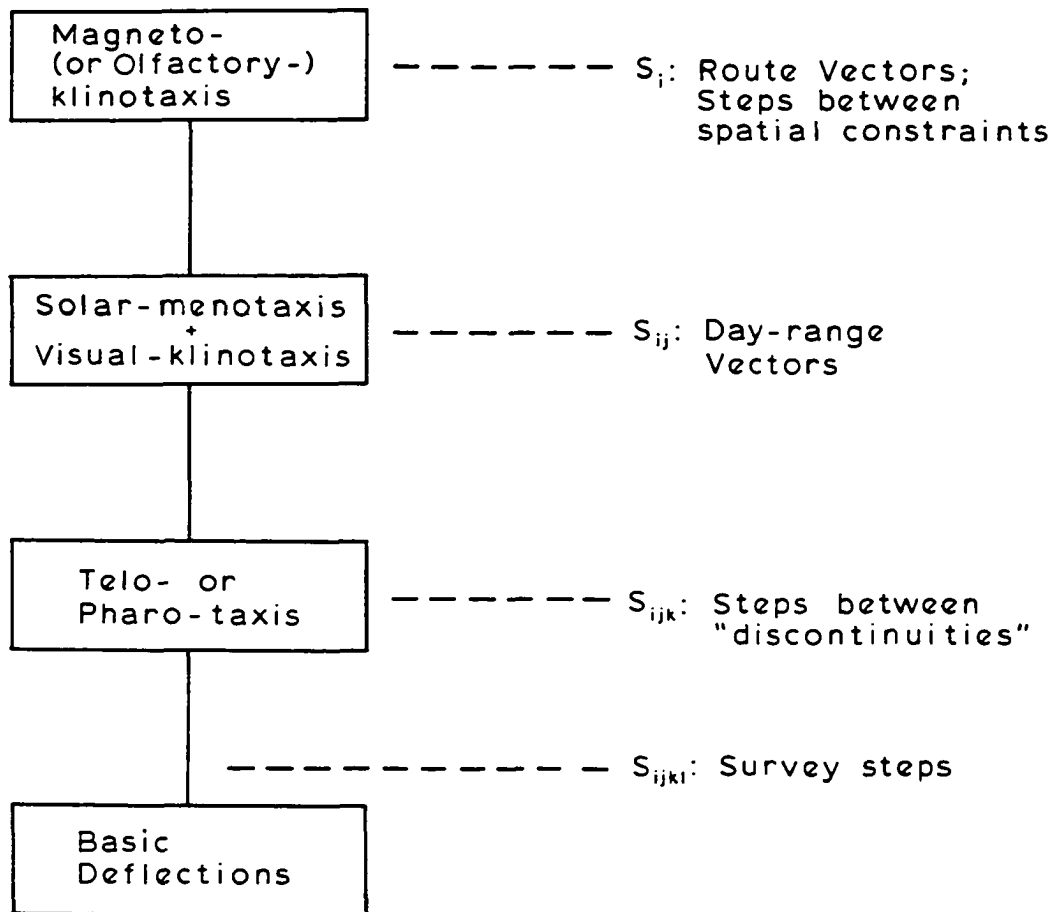 Magneto-
(or Olfactory-)
klinotaxis
S_i: Route Vectors;
Steps between
spatial constraints
Solar-menotaxis
+
Visual-klinotaxis
S_ij: Day-range
Vectors
Telo- or
Pharo-taxis
S_ijk: Steps between
"discontinuities"
S_ijkl: Survey steps
Basic
Deflections